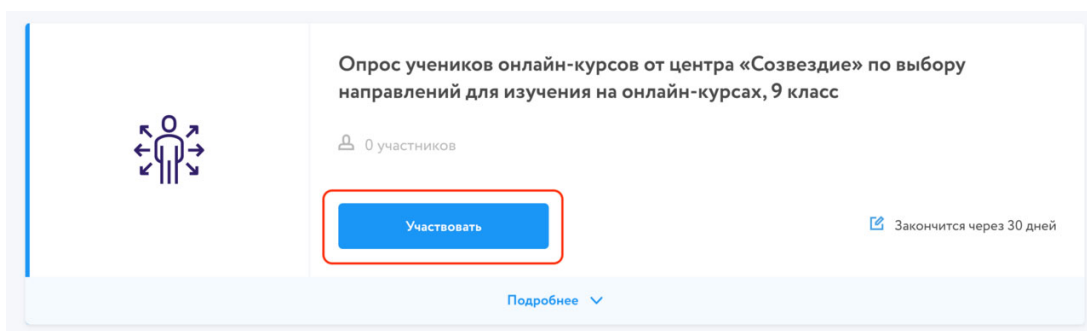 Опрос учеников онлайн-курсов от центра «Созвездие» по выбору
направлений для изучения на онлайн-курсах, 9 класс
0 участников
Участвовать
Закончится через 30 дней
Подробнее